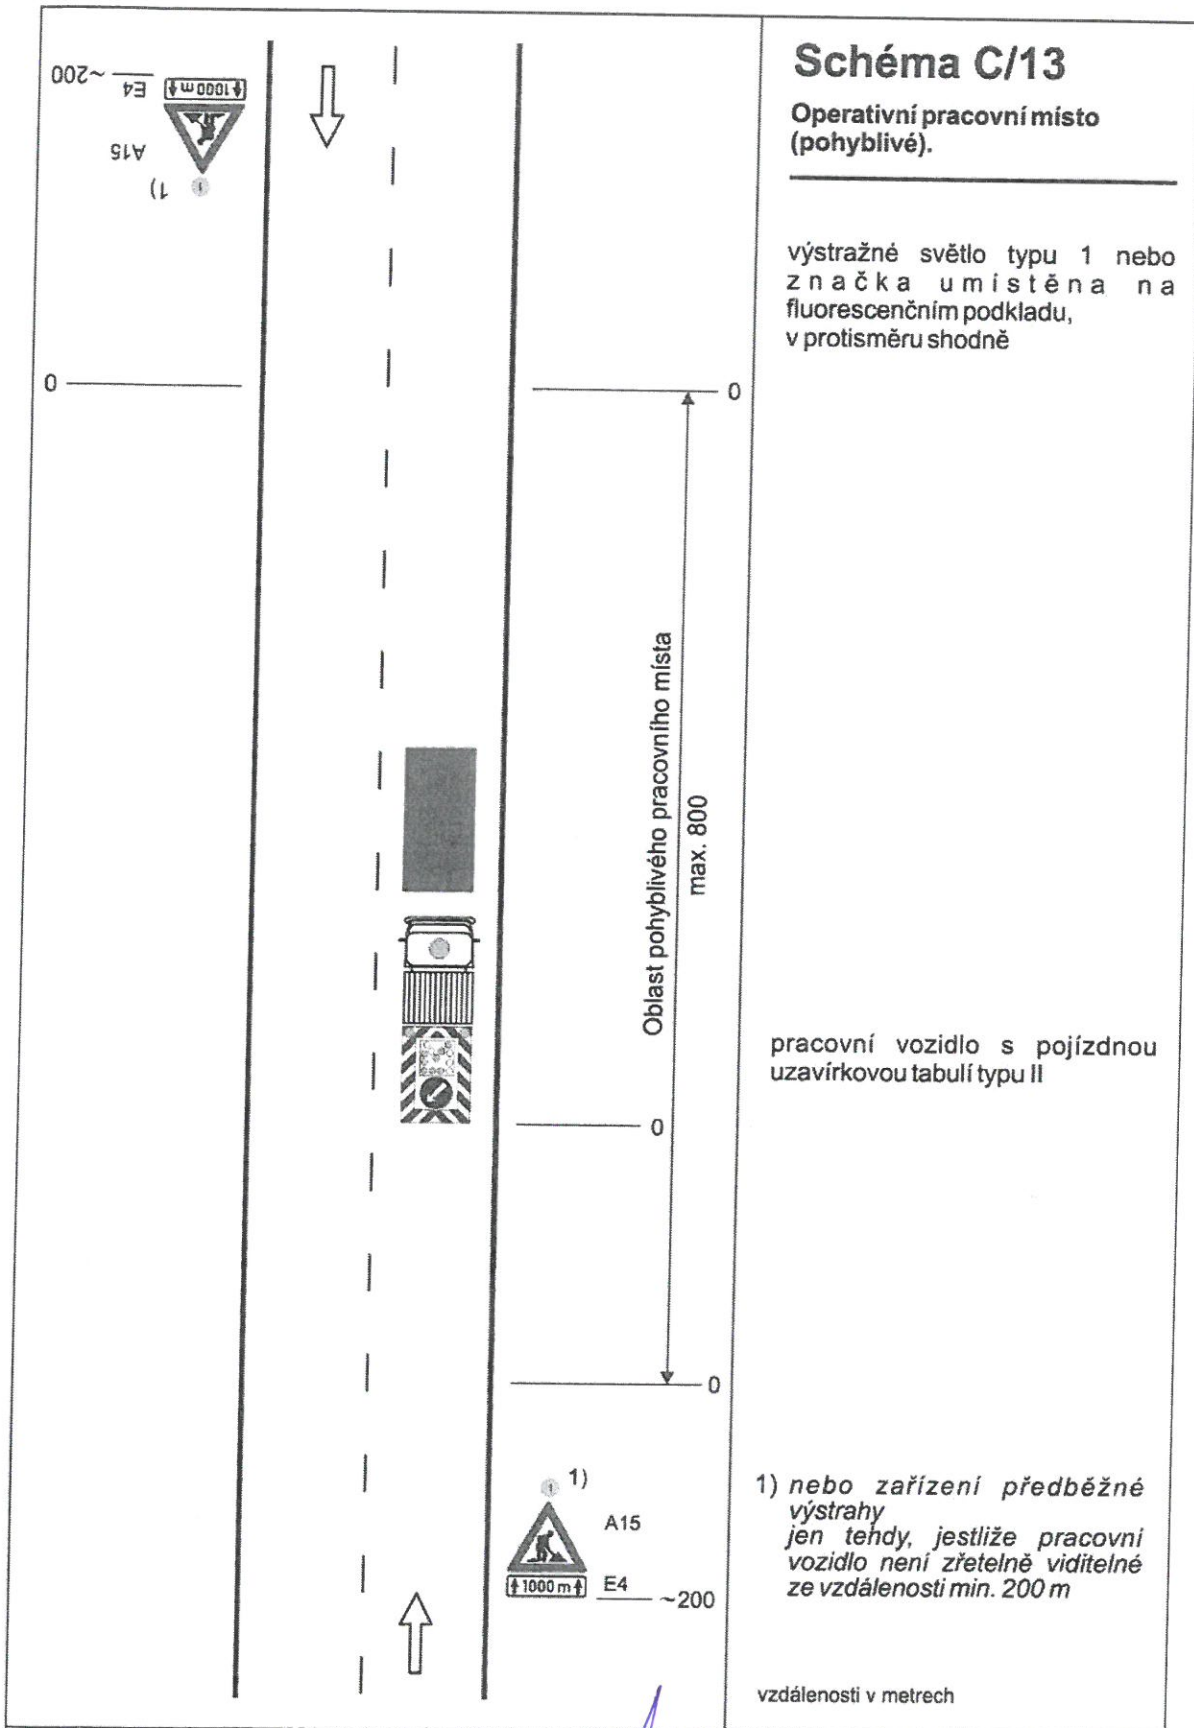 Schéma C/13
Operativní pracovní místo
(pohyblivé).
výstražné světlo typu 1 nebo
značka umístěna na
fluorescenčním podkladu,
v protisměru shodně
~200
E4
1000 m
A15
1)
1
0
0
Oblast pohyblivého pracovního místa
max. 800
pracovní vozidlo s pojízdnou
uzavírkovou tabulí typu II
0
0
1
1)
A15
1000 m
E4
~200
1) nebo zařízení předběžné
výstrahy
jen tehdy, jestliže pracovní
vozidlo není zřetelně viditelné
ze vzdálenosti min. 200 m
vzdálenosti v metrech